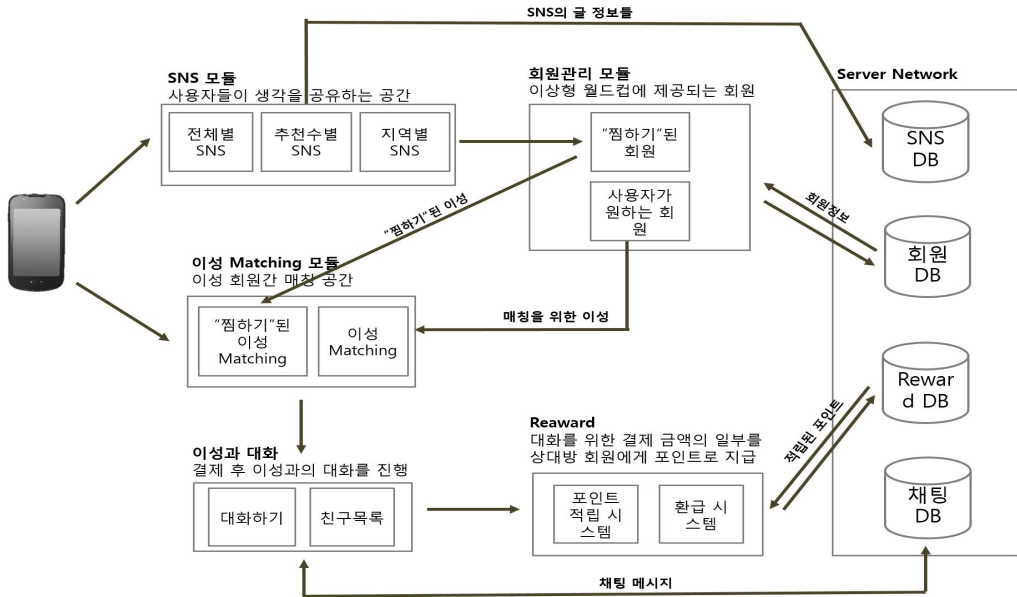 SNS의 글 정보들
SNS 모듈
사용자들이 생각을 공유하는 공간
전체별
SNS
추천수별
SNS
지역별
SNS
회원관리 모듈
이상형 월드컵에 제공되는 회원
“찜하기”된
회원
사용자가
원하는 회
원
Server Network
SNS
DB
회원
DB
Rewar
d DB
채팅
DB
회원정보
“찜하기”된 이성
이성 Matching 모듈
이성 회원간 매칭 공간
“찜하기”된
이성
Matching
이성
Matching
매칭을 위한 이성
이성과 대화
결제 후 이성과의 대화를 진행
대화하기
친구목록
Reaward
대화를 위한 결제 금액의 일부를
상대방 회원에게 포인트로 지급
포인트
적립 시
스템
환급 시
스템
적립된 포인트
채팅 메시지